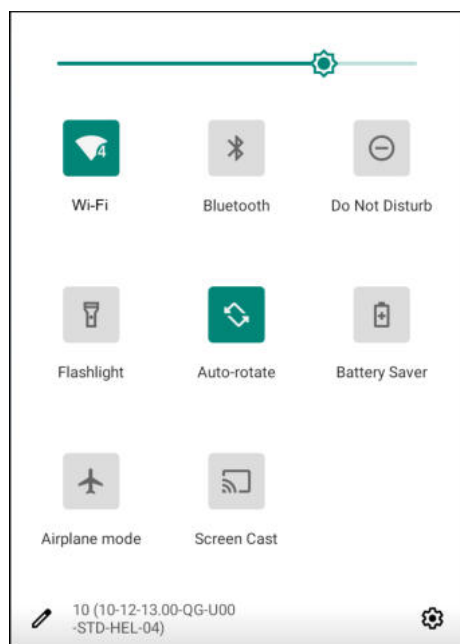 4
Wi-Fi
Bluetooth
Do Not Disturb
Flashlight
Auto-rotate
Battery Saver
Airplane mode
Screen Cast
10 (10-12-13.00-QG-U00
-STD-HEL-04)